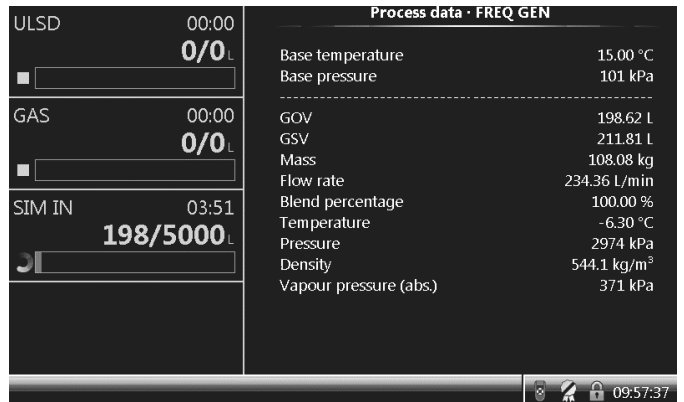 ULSD 00:00
0/0 L
GAS 00:00
0/0 L
SIM IN 03:51
198/5000 L
Process data · FREQ GEN
Base temperature 15.00 °C
Base pressure 101 kPa
GOV 198.62 L
GSV 211.81 L
Mass 108.08 kg
Flow rate 234.36 L/min
Blend percentage 100.00 %
Temperature -6.30 °C
Pressure 2974 kPa
Density 544.1 kg/m³
Vapour pressure (abs.) 371 kPa
09:57:37